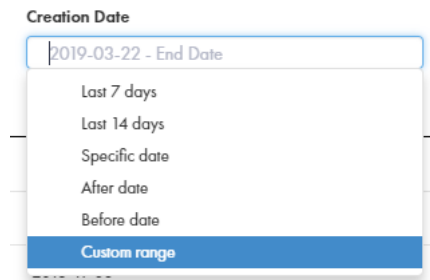 Creation Date
2019-03-22 - End Date
Last 7 days
Last 14 days
Specific date
After date
Before date
Custom range